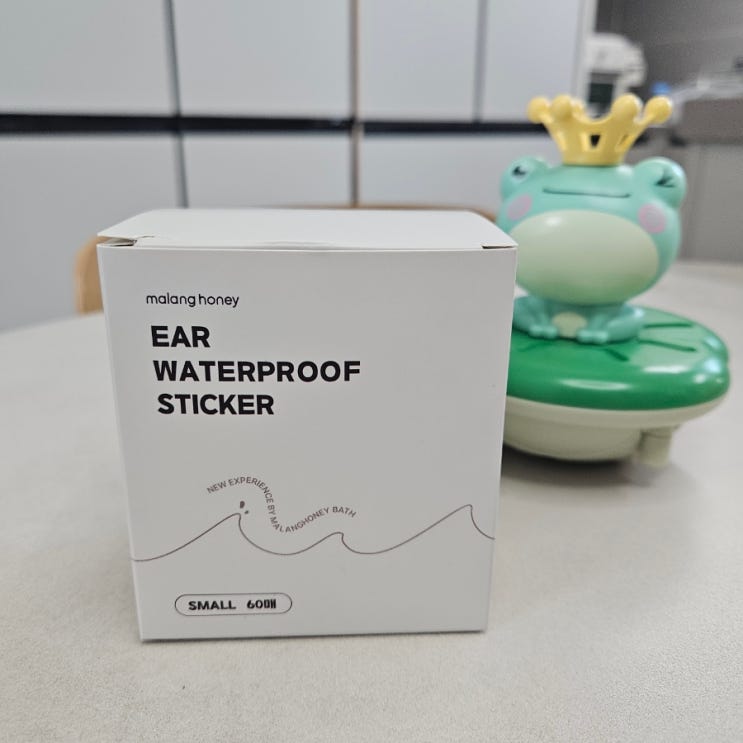 malang honey
EAR
WATERPROOF
STICKER
NEW EXPERIENCE BY MALANGHONEY BATH
SMALL 60매